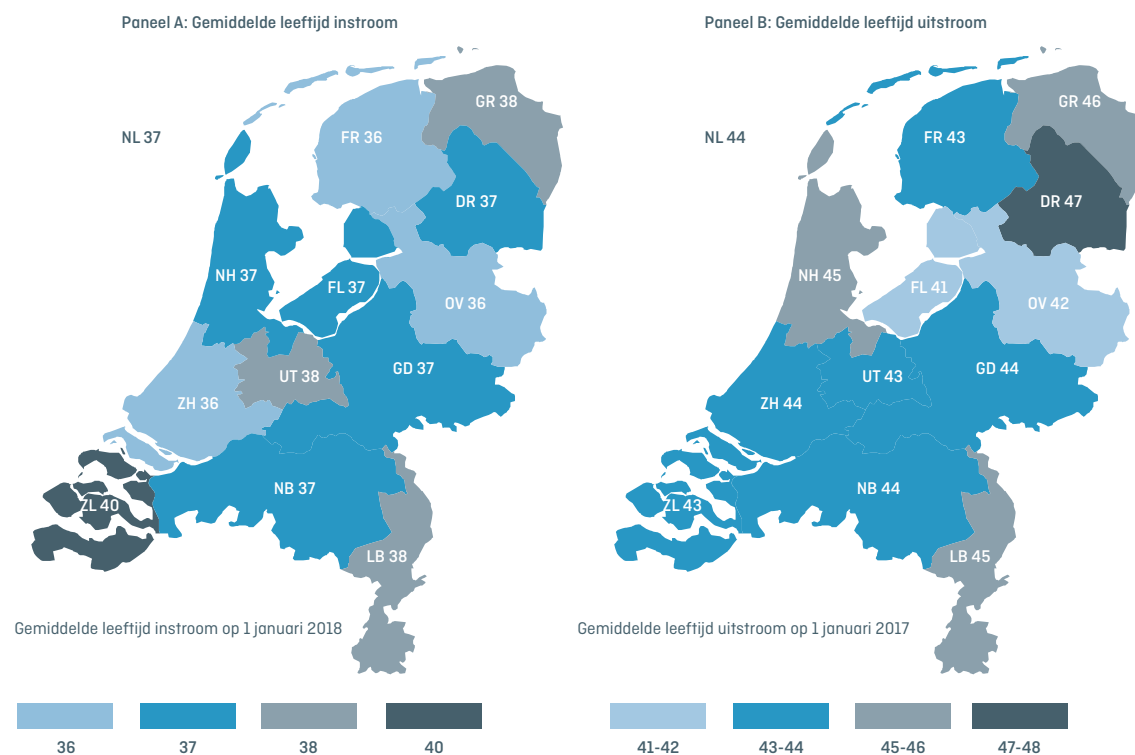 Paneel A: Gemiddelde leeftijd instroom
GR 38
NL 37
FR 36
DR 37
NH 37
FL 37
OV 36
UT 38
GD 37
ZH 36
NB 37
ZL 40
LB 38
Gemiddelde leeftijd instroom op 1 januari 2018
36
37
38
40
Paneel B: Gemiddelde leeftijd uitstroom
GR 46
NL 44
FR 43
DR 47
NH 45
FL 41
OV 42
UT 43
GD 44
ZH 44
NB 44
ZL 43
LB 45
Gemiddelde leeftijd uitstroom op 1 januari 2017
41-42
43-44
45-46
47-48